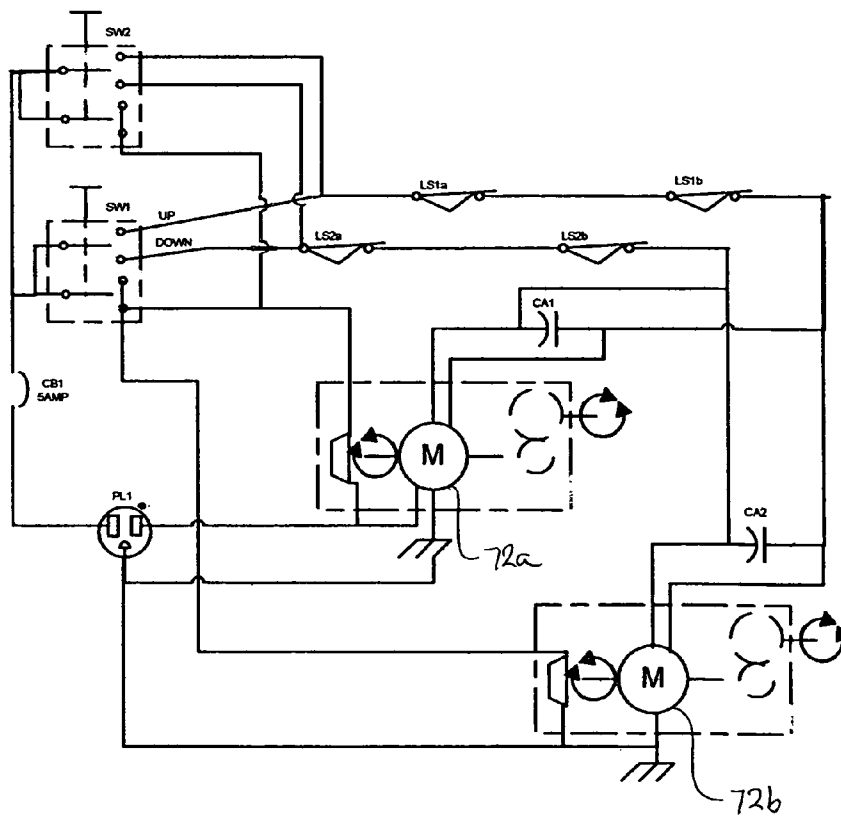 SW2
SW1
UP
DOWN
LS1a
LS1b
LS2a
LS2b
CA1
CB1
5AMP
M
PL1
72a
CA2
M
72b